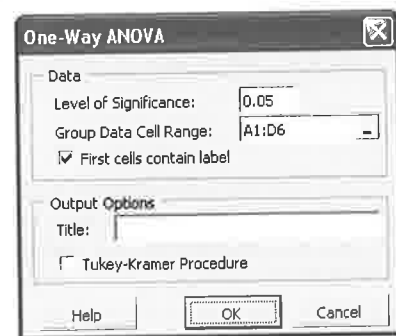 One-Way ANOVA
Data
Level of Significance: 0.05
Group Data Cell Range: A1:D6
First cells contain label
Output Options
Title:
Tukey-Kramer Procedure
Help OK Cancel